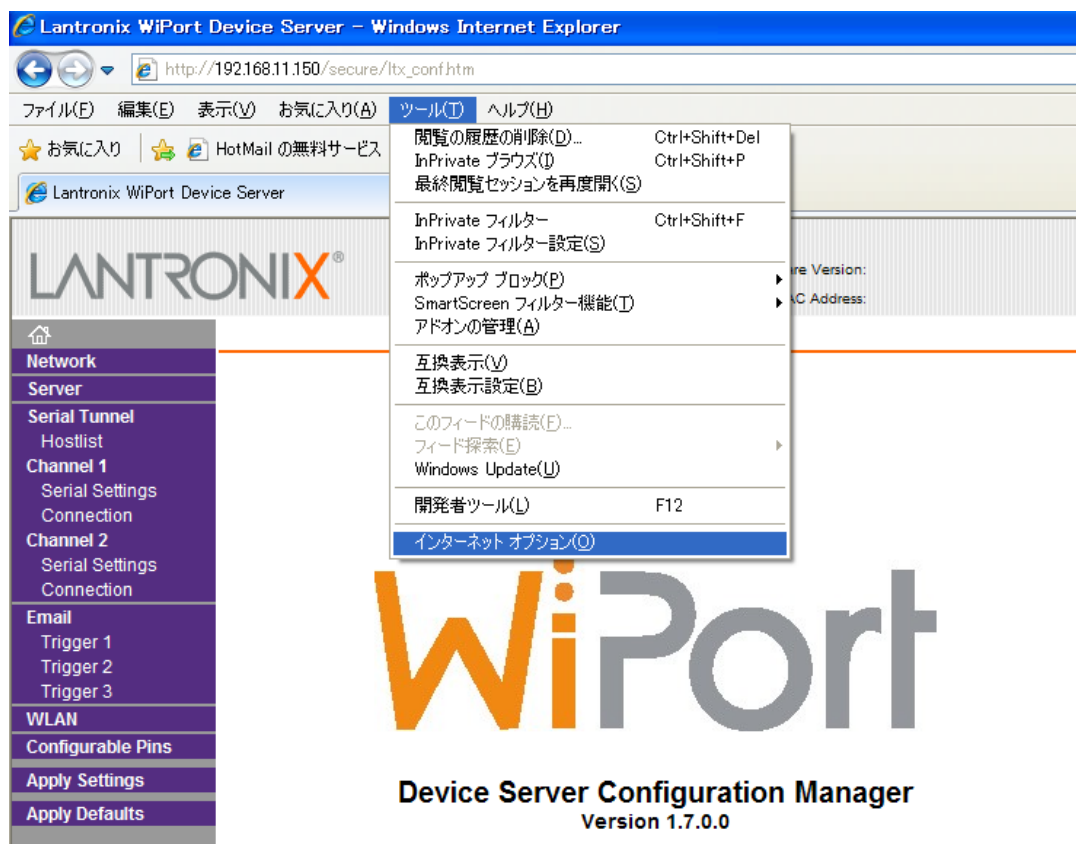 Lantronix WiPort Device Server - Windows Internet Explorer
http://192.168.11.150/secure/ltx_conf.htm
ファイル(F) 編集(E) 表示(V) お気に入り(A) ツール(T) ヘルプ(H)
お気に入り HotMail の無料サービス
Lantronix WiPort Device Server
閲覧の履歴の削除(D)... Ctrl+Shift+Del
InPrivate ブラウズ(I) Ctrl+Shift+P
最終閲覧セッションを再度開く(S)
InPrivate フィルター Ctrl+Shift+F
InPrivate フィルター設定(S)
ポップアップ ブロック(P)
SmartScreen フィルター機能(T)
アドオンの管理(A)
互換表示(V)
互換表示設定(B)
このフィードの購読(F)...
フィード探索(E)
Windows Update(U)
開発者ツール(L) F12
インターネット オプション(O)
LANTRONIX®
Version:
Address:
Network
Server
Serial Tunnel
Hostlist
Channel 1
Serial Settings
Connection
Channel 2
Serial Settings
Connection
Email
Trigger 1
Trigger 2
Trigger 3
WLAN
Configurable Pins
Apply Settings
Apply Defaults
WiPort
Device Server Configuration Manager
Version 1.7.0.0